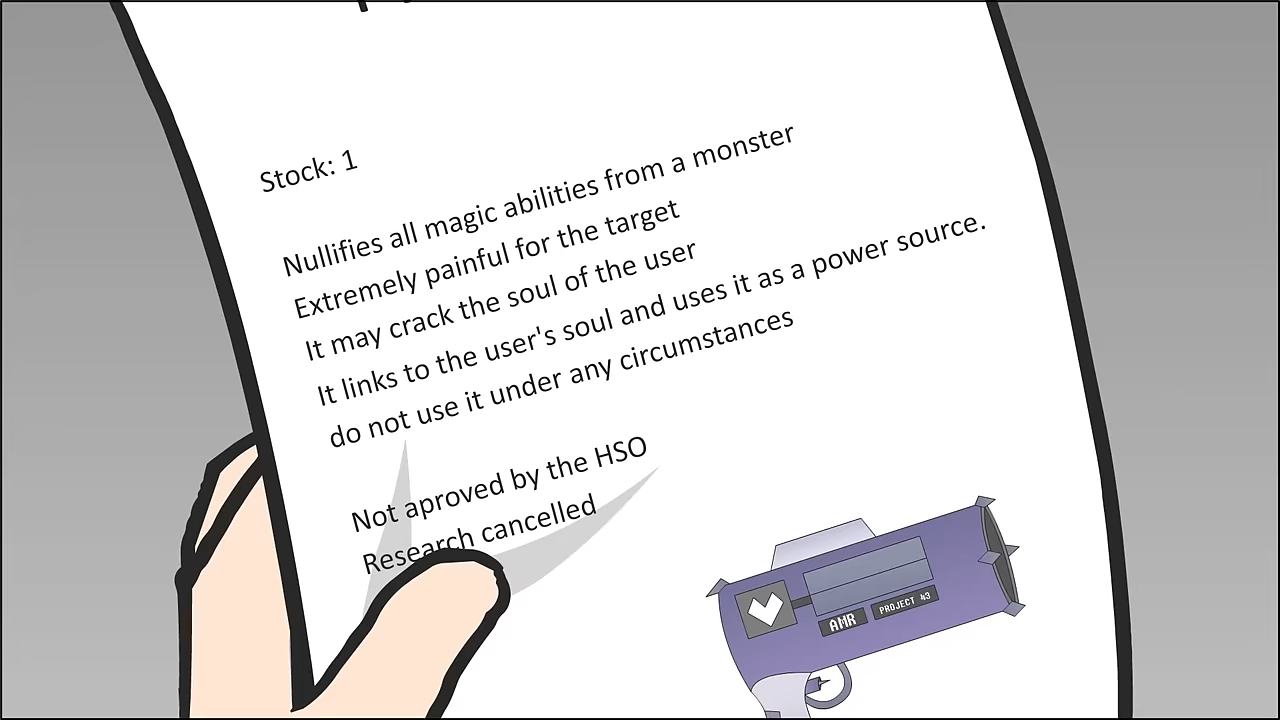 Stock: 1
Nullifies all magic abilities from a monster
Extremely painful for the target
It may crack the soul of the user
It links to the user's soul and uses it as a power source.
do not use it under any circumstances
Not aproved by the HSO
Research cancelled
AMR
PROJECT 43